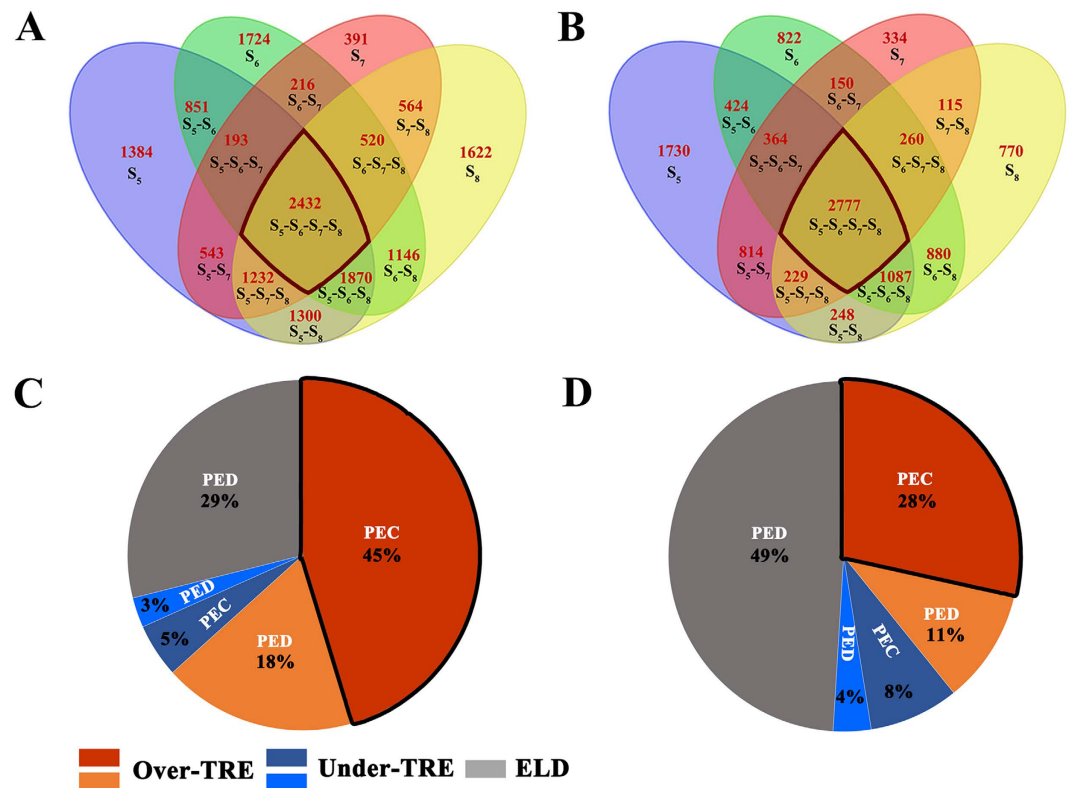 A
1724
S6
391
S7
216
S6-S7
851
S5-S6
564
S7-S8
193
S5-S6-S7
520
S6-S7-S8
1384
S5
1622
S8
2432
S5-S6-S7-S8
543
S5-S7
1232
S5-S7-S8
1870
S5-S6-S8
1146
S6-S8
1300
S5-S8
B
822
S6
334
S7
150
S6-S7
424
S5-S6
115
S7-S8
364
S5-S6-S7
260
S6-S7-S8
1730
S5
770
S8
2777
S5-S6-S7-S8
814
S5-S7
229
S5-S7-S8
1087
S5-S6-S8
880
S6-S8
248
S5-S8
C
PED
29%
PEC
45%
PED
3%
PEC
5%
PED
18%
D
PEC
28%
PED
49%
PED
11%
PEC
8%
PED
4%
Over-TRE
Under-TRE
ELD